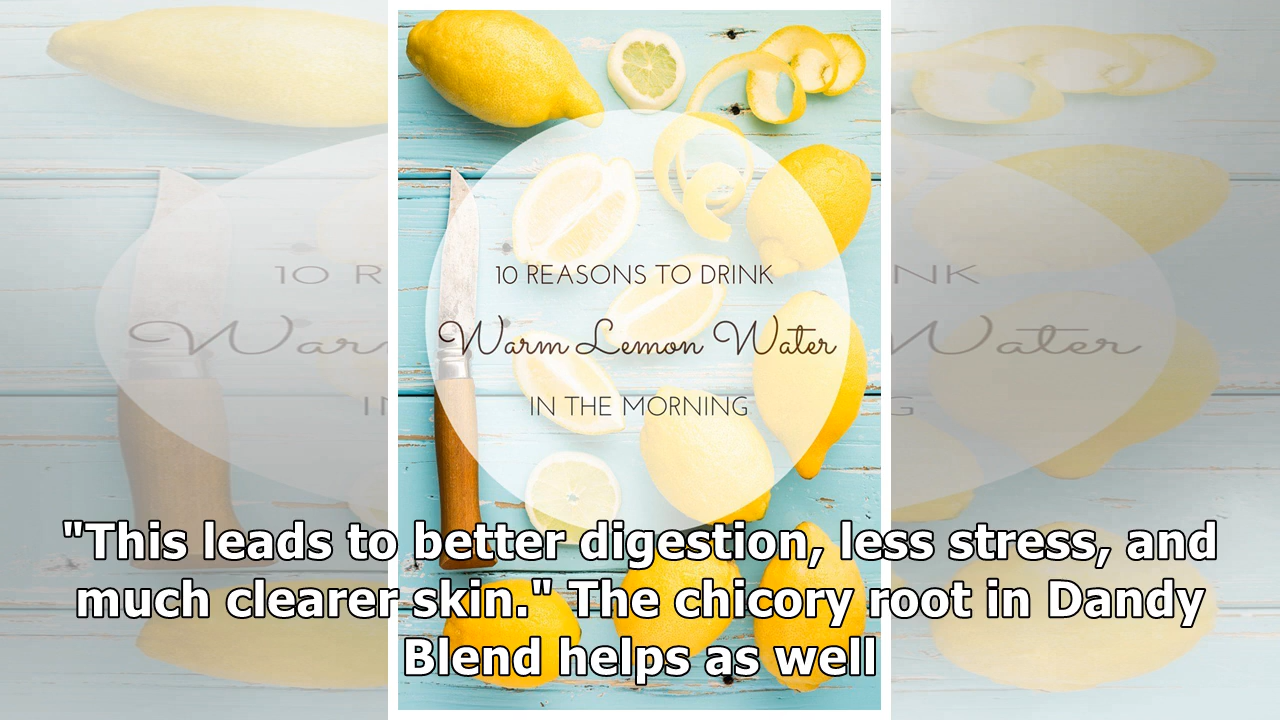 10 REASONS TO DRINK
Warm Lemon Water
IN THE MORNING
"This leads to better digestion, less stress, and
much clearer skin." The chicory root in Dandy
Blend helps as well